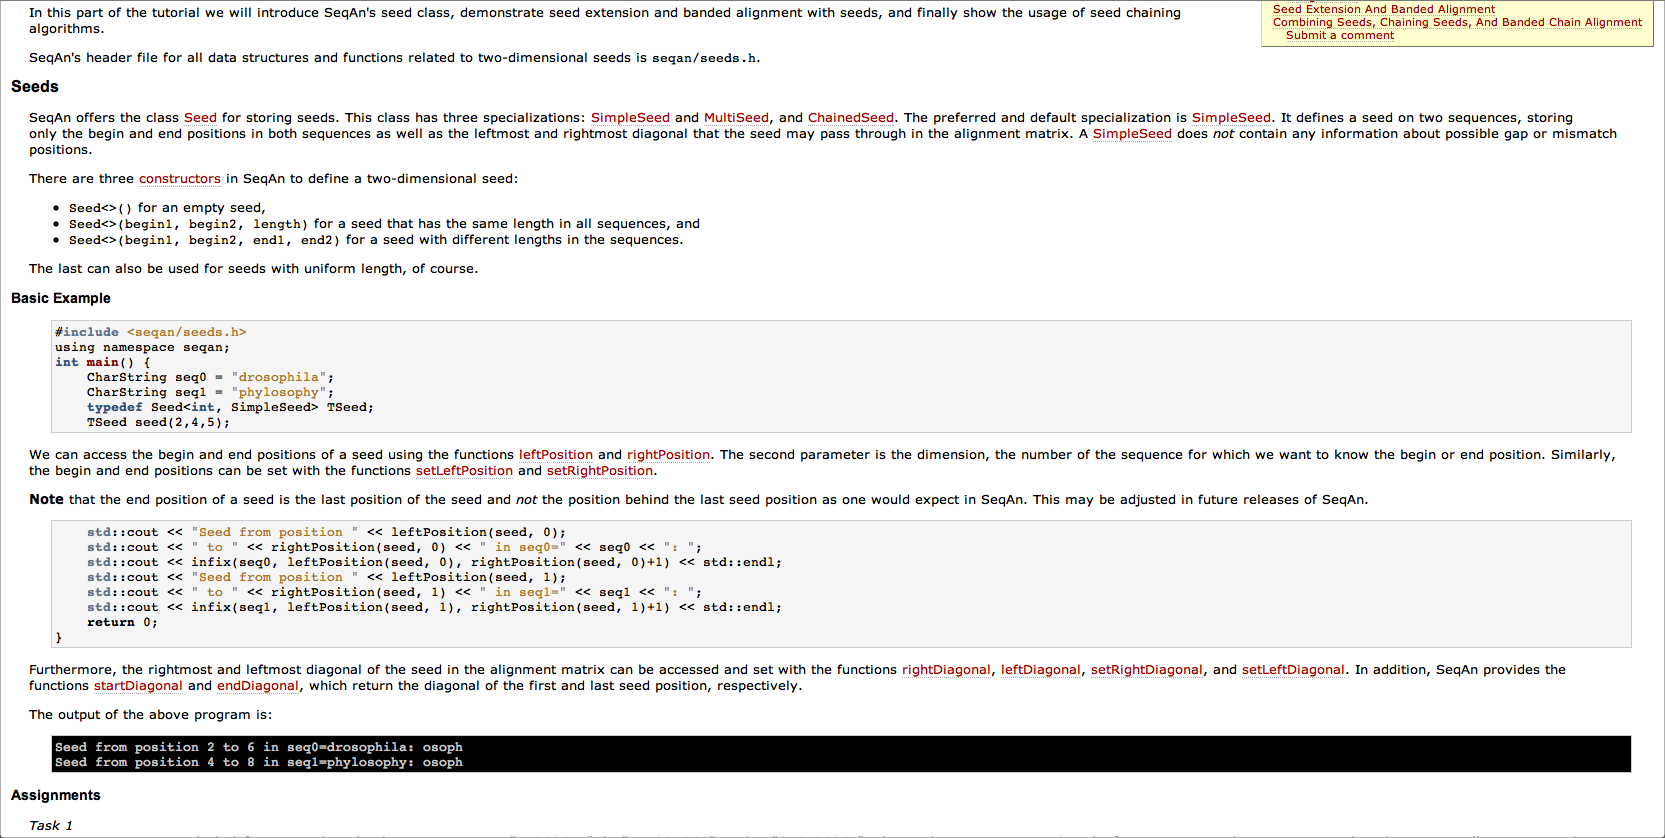 In this part of the tutorial we will introduce SeqAn's seed class, demonstrate seed extension and banded alignment with seeds, and finally show the usage of seed chaining
algorithms.
Seed Extension And Banded Alignment
Combining Seeds, Chaining Seeds, And Banded Chain Alignment
Submit a comment
SeqAn's header file for all data structures and functions related to two-dimensional seeds is seqan/seeds.h.
Seeds
SeqAn offers the class Seed for storing seeds. This class has three specializations: SimpleSeed and MultiSeed, and ChainedSeed. The preferred and default specialization is SimpleSeed. It defines a seed on two sequences, storing
only the begin and end positions in both sequences as well as the leftmost and rightmost diagonal that the seed may pass through in the alignment matrix. A SimpleSeed does not contain any information about possible gap or mismatch
positions.
There are three constructors in SeqAn to define a two-dimensional seed:
• Seed<>() for an empty seed,
• Seed<>(begin1, begin2, length) for a seed that has the same length in all sequences, and
• Seed<>(begin1, begin2, end1, end2) for a seed with different lengths in the sequences.
The last can also be used for seeds with uniform length, of course.
Basic Example
#include <seqan/seeds.h>
using namespace seqan;
int main() {
    CharString seq0 = "drosophila";
    CharString seq1 = "phylosophy";
    typedef Seed<int, SimpleSeed> TSeed;
    TSeed seed(2,4,5);
We can access the begin and end positions of a seed using the functions leftPosition and rightPosition. The second parameter is the dimension, the number of the sequence for which we want to know the begin or end position. Similarly,
the begin and end positions can be set with the functions setLeftPosition and setRightPosition.
Note that the end position of a seed is the last position of the seed and not the position behind the last seed position as one would expect in SeqAn. This may be adjusted in future releases of SeqAn.
    std::cout << "Seed from position " << leftPosition(seed, 0);
    std::cout << " to " << rightPosition(seed, 0) << " in seq0=" << seq0 << ": ";
    std::cout << infix(seq0, leftPosition(seed, 0), rightPosition(seed, 0)+1) << std::endl;
    std::cout << "Seed from position " << leftPosition(seed, 1);
    std::cout << " to " << rightPosition(seed, 1) << " in seq1=" << seq1 << ": ";
    std::cout << infix(seq1, leftPosition(seed, 1), rightPosition(seed, 1)+1) << std::endl;
    return 0;
}
Furthermore, the rightmost and leftmost diagonal of the seed in the alignment matrix can be accessed and set with the functions rightDiagonal, leftDiagonal, setRightDiagonal, and setLeftDiagonal. In addition, SeqAn provides the
functions startDiagonal and endDiagonal, which return the diagonal of the first and last seed position, respectively.
The output of the above program is:
Seed from position 2 to 6 in seq0=drosophila: osoph
Seed from position 4 to 8 in seq1=phylosophy: osoph
Assignments
Task 1